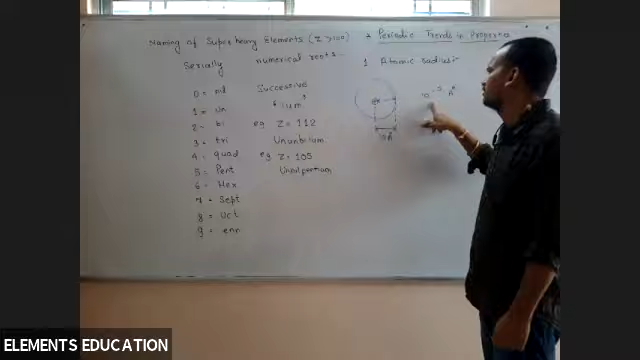 Naming of Super heavy Elements (Z > 100)
Serially numerical roots
0 = nil Successive
1 = un "ium"
2 = bi eg Z = 112
3 = tri Ununbium
4 = quad eg Z = 105
5 = Pent Unnilpentium
6 = Hex
7 = Sept
8 = Oct
9 = enn
Periodic Trends in Properties
1 Atomic radius:-
ELEMENTS EDUCATION